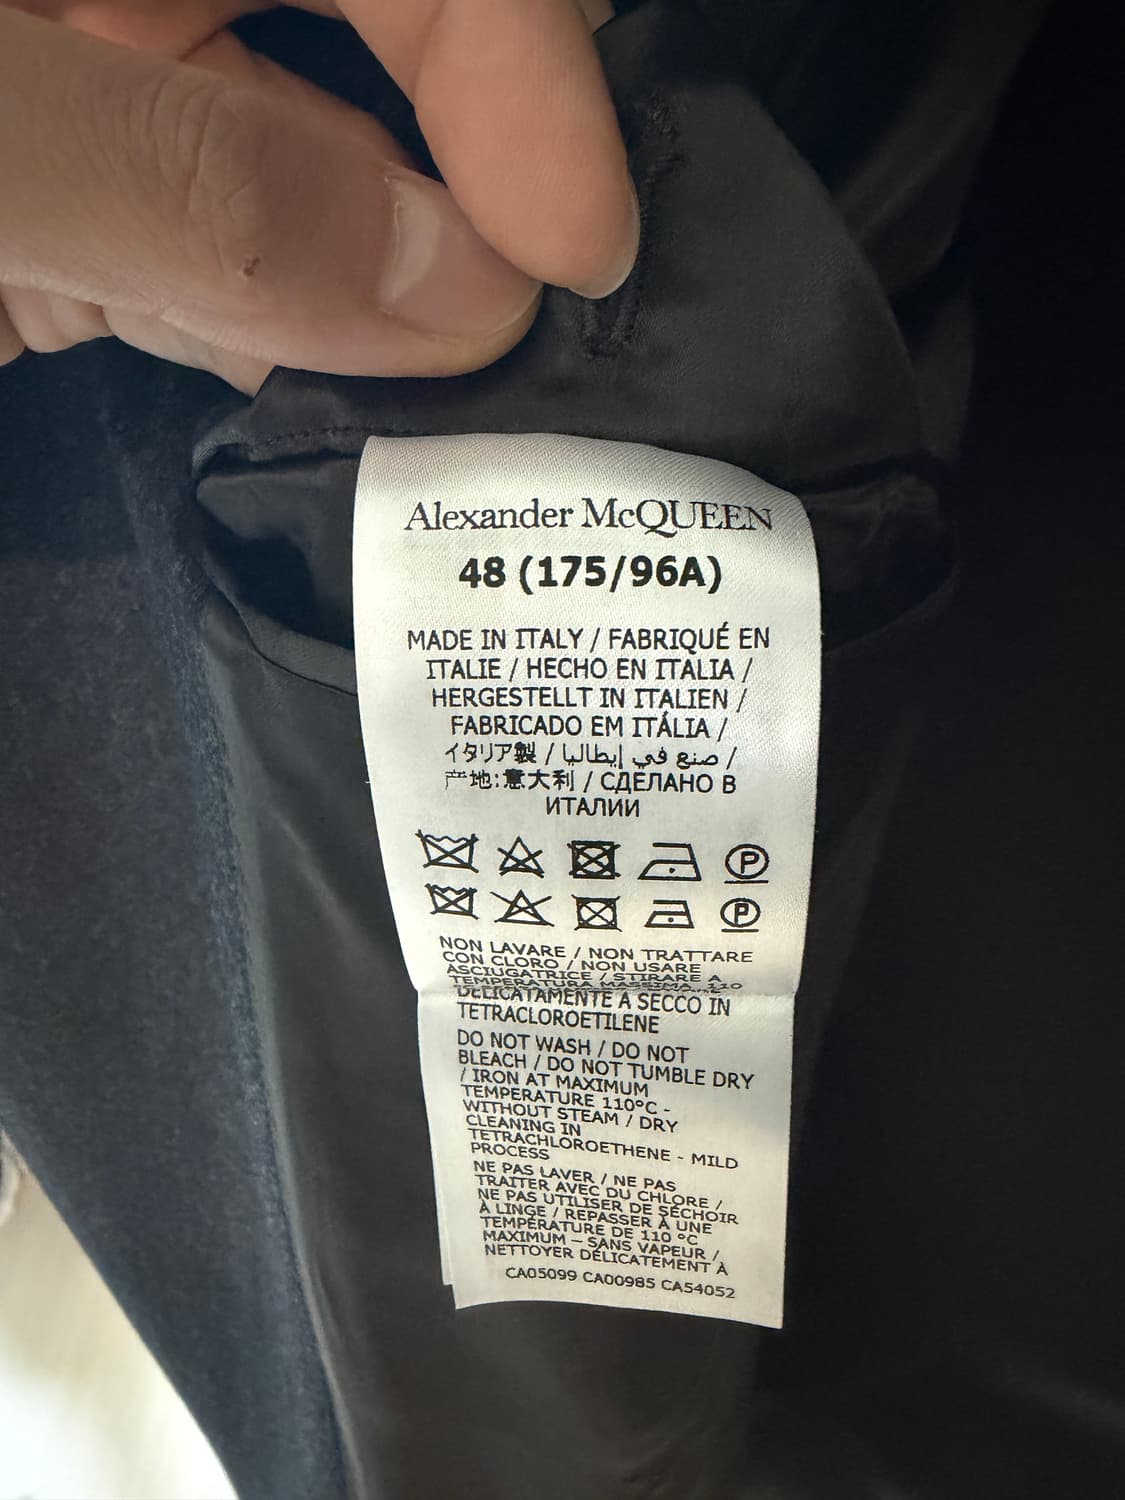 Alexander McQUEEN
48 (175/96A)
MADE IN ITALY / FABRIQUÉ EN
ITALIE / HECHO EN ITALIA /
HERGESTELLT IN ITALIEN /
FABRICADO EM ITÁLIA /
イタリア製 / صنع في إيطاليا /
产地:意大利 / СДЕЛАНО В
ИТАЛИИ
P
P
NON LAVARE / NON TRATTARE
CON CLORO / NON USARE
ASCIUGATRICE / STIRARE A
TEMPERATURA MASSIMA 110
DELICATAMENTE A SECCO IN
TETRACLOROETILENE
DO NOT WASH / DO NOT
BLEACH / DO NOT TUMBLE DRY
/ IRON AT MAXIMUM
TEMPERATURE 110°C -
WITHOUT STEAM / DRY
CLEANING IN
TETRACHLOROETHENE - MILD
PROCESS
NE PAS LAVER / NE PAS
TRAITER AVEC DU CHLORE /
NE PAS UTILISER DE SÉCHOIR
À LINGE / REPASSER À UNE
TEMPÉRATURE DE 110 °C
MAXIMUM – SANS VAPEUR /
NETTOYER DÉLICATEMENT À
CA05099 CA00985 CA54052